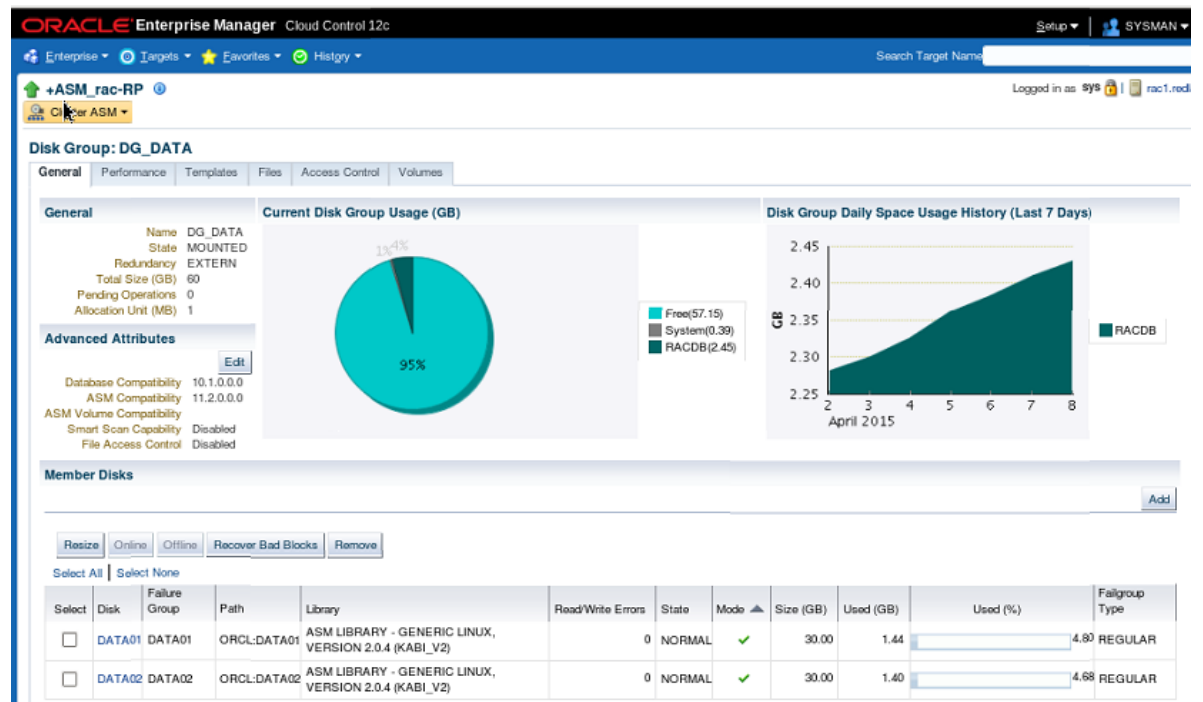 ORACLE Enterprise Manager Cloud Control 12c
Setup SYSMAN
Enterprise Targets Favorites History
Search Target Name
+ASM_rac-RP
Logged in as sys
Disk Group: DG_DATA
General Performance Templates Files Access Control Volumes
General
Name DG_DATA
State MOUNTED
Redundancy EXTERN
Total Size (GB) 60
Pending Operations 0
Allocation Unit (MB) 1
Advanced Attributes
Edit
Database Compatibility 10.1.0.0.0
ASM Compatibility 11.2.0.0.0
ASM Volume Compatibility
Smart Scan Capability Disabled
File Access Control Disabled
Current Disk Group Usage (GB)
1% 4%
95%
Free(57.15)
System(0.39)
RACDB(2.45)
Disk Group Daily Space Usage History (Last 7 Days)
2.45
2.40
2.35
2.30
2.25
GB
2 3 4 5 6 7 8
April 2015
RACDB
Member Disks
Add
Resize Online Offline Recover Bad Blocks Remove
Select All | Select None
Select Disk Failure Group Path Library Read/Write Errors State Mode Size (GB) Used (GB) Used (%) Failgroup Type
DATA01 DATA01 ORCL:DATA01 ASM LIBRARY - GENERIC LINUX, VERSION 2.0.4 (KABI_V2) 0 NORMAL 30.00 1.44 4.80 REGULAR
DATA02 DATA02 ORCL:DATA02 ASM LIBRARY - GENERIC LINUX, VERSION 2.0.4 (KABI_V2) 0 NORMAL 30.00 1.40 4.68 REGULAR